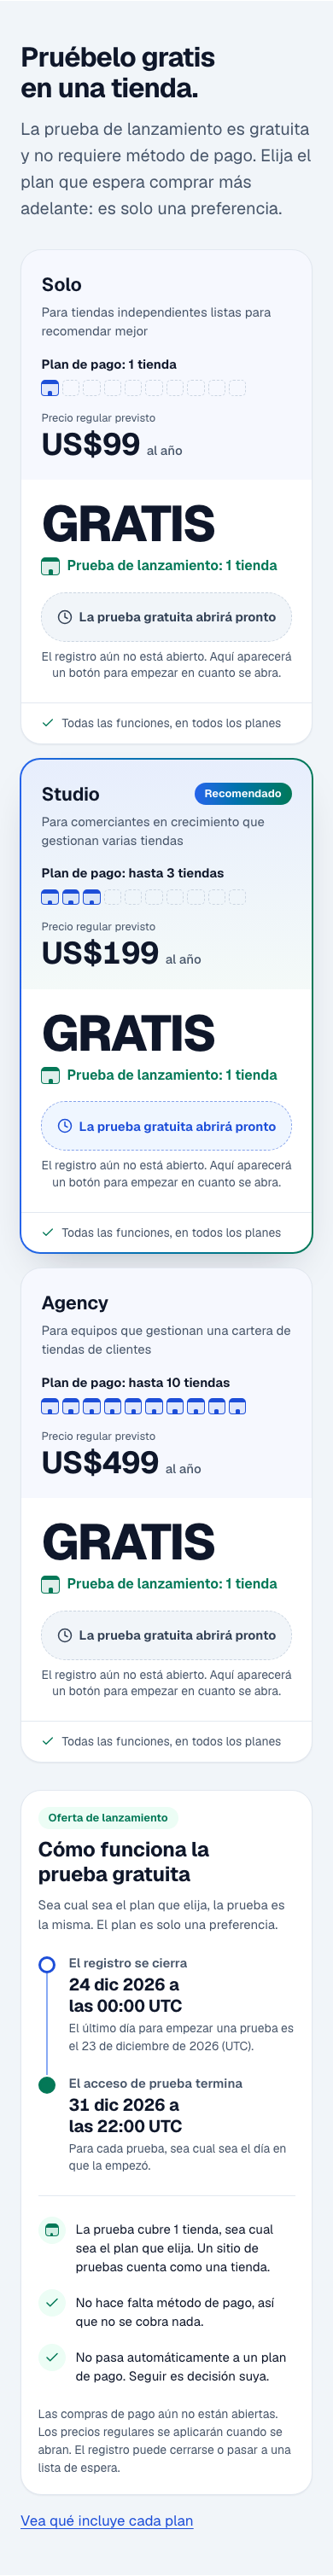 Pruébelo gratis
en una tienda.
La prueba de lanzamiento es gratuita
y no requiere método de pago. Elija el
plan que espera comprar más
adelante: es solo una preferencia.
Solo
Para tiendas independientes listas para
recomendar mejor
Plan de pago: 1 tienda
Precio regular previsto
US$99 al año
GRATIS
Prueba de lanzamiento: 1 tienda
La prueba gratuita abrirá pronto
El registro aún no está abierto. Aquí aparecerá
un botón para empezar en cuanto se abra.
Todas las funciones, en todos los planes
Studio
Recomendado
Para comerciantes en crecimiento que
gestionan varias tiendas
Plan de pago: hasta 3 tiendas
Precio regular previsto
US$199 al año
GRATIS
Prueba de lanzamiento: 1 tienda
La prueba gratuita abrirá pronto
El registro aún no está abierto. Aquí aparecerá
un botón para empezar en cuanto se abra.
Todas las funciones, en todos los planes
Agency
Para equipos que gestionan una cartera de
tiendas de clientes
Plan de pago: hasta 10 tiendas
Precio regular previsto
US$499 al año
GRATIS
Prueba de lanzamiento: 1 tienda
La prueba gratuita abrirá pronto
El registro aún no está abierto. Aquí aparecerá
un botón para empezar en cuanto se abra.
Todas las funciones, en todos los planes
Oferta de lanzamiento
Cómo funciona la
prueba gratuita
Sea cual sea el plan que elija, la prueba es
la misma. El plan es solo una preferencia.
El registro se cierra
24 dic 2026 a
las 00:00 UTC
El último día para empezar una prueba es
el 23 de diciembre de 2026 (UTC).
El acceso de prueba termina
31 dic 2026 a
las 22:00 UTC
Para cada prueba, sea cual sea el día en
que la empezó.
La prueba cubre 1 tienda, sea cual
sea el plan que elija. Un sitio de
pruebas cuenta como una tienda.
No hace falta método de pago, así
que no se cobra nada.
No pasa automáticamente a un plan
de pago. Seguir es decisión suya.
Las compras de pago aún no están abiertas.
Los precios regulares se aplicarán cuando se
abran. El registro puede cerrarse o pasar a una
lista de espera.
Vea qué incluye cada plan